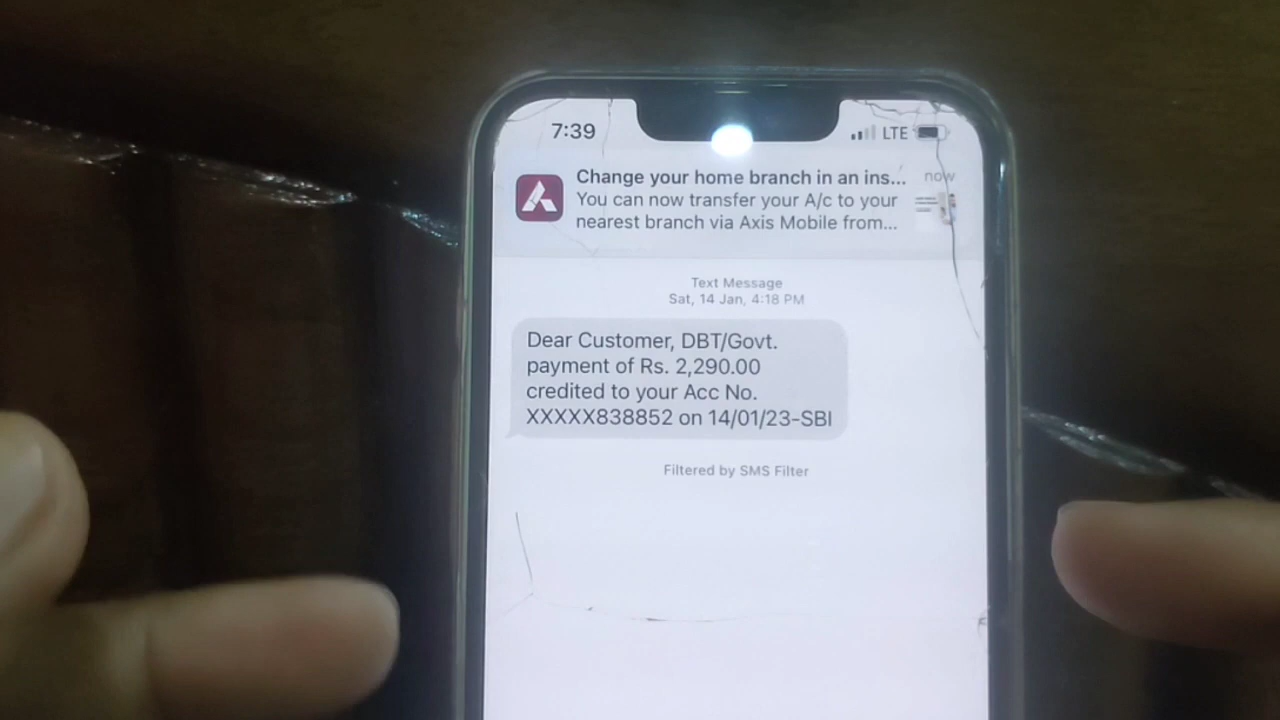 7:39
LTE
Change your home branch in an ins...
now
You can now transfer your A/c to your
nearest branch via Axis Mobile from...
Text Message
Sat, 14 Jan, 4:18 PM
Dear Customer, DBT/Govt.
payment of Rs. 2,290.00
credited to your Acc No.
XXXXX838852 on 14/01/23-SBI
Filtered by SMS Filter